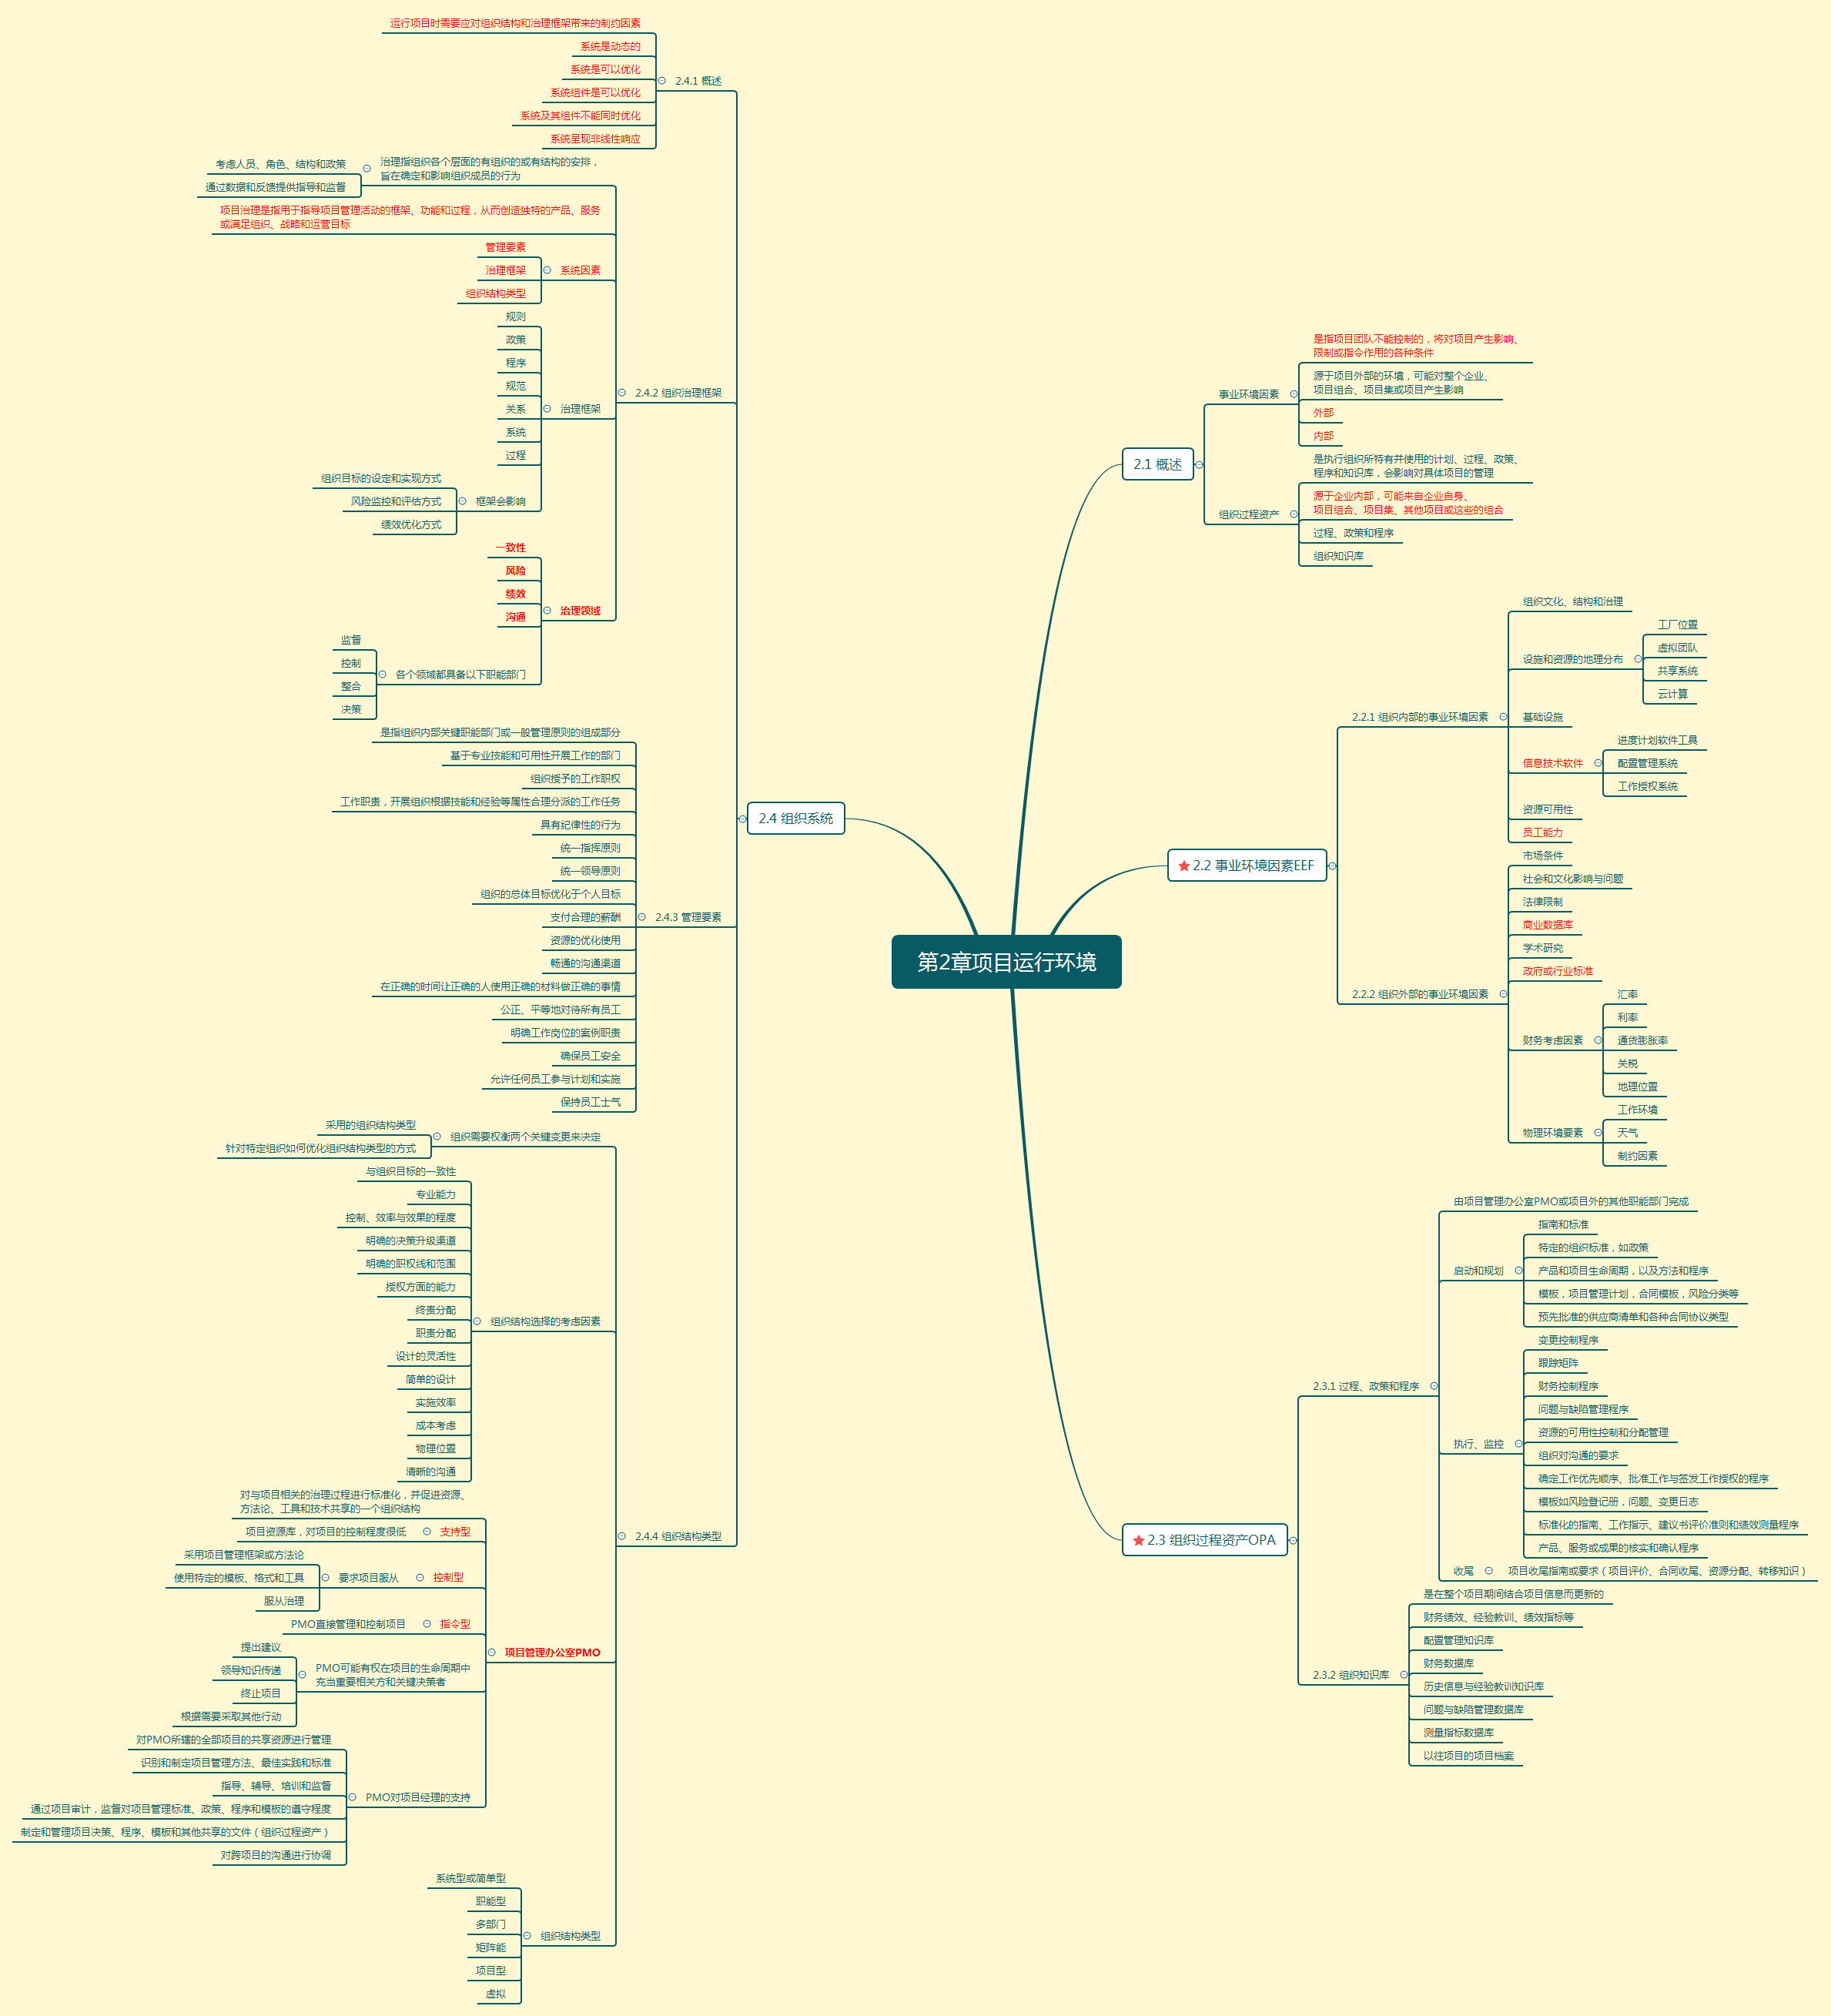 第2章项目运行环境
2.1 概述
事业环境因素
是指项目团队不能控制的，将对项目产生影响、
限制或指令作用的各种条件
源于项目外部的环境，可能对整个企业、
项目组合、项目集或项目产生影响
外部
内部
组织过程资产
是执行组织所特有并使用的计划、过程、政策、
程序和知识库，会影响对具体项目的管理
源于企业内部，可能来自企业自身、
项目组合、项目集、其他项目或这些的组合
过程、政策和程序
组织知识库
2.2 事业环境因素EEF
2.2.1 组织内部的事业环境因素
组织文化、结构和治理
设施和资源的地理分布
工厂位置
虚拟团队
共享系统
云计算
基础设施
信息技术软件
进度计划软件工具
配置管理系统
工作授权系统
资源可用性
员工能力
2.2.2 组织外部的事业环境因素
市场条件
社会和文化影响与问题
法律限制
商业数据库
学术研究
政府或行业标准
财务考虑因素
汇率
利率
通货膨胀率
关税
地理位置
物理环境要素
工作环境
天气
制约因素
2.3 组织过程资产OPA
2.3.1 过程、政策和程序
由项目管理办公室PMO或项目外的其他职能部门完成
启动和规划
指南和标准
特定的组织标准，如政策
产品和项目生命周期，以及方法和程序
模板，项目管理计划，合同模板，风险分类等
预先批准的供应商清单和各种合同协议类型
执行、监控
变更控制程序
跟踪矩阵
财务控制程序
问题与缺陷管理程序
资源的可用性控制和分配管理
组织对沟通的要求
确定工作优先顺序、批准工作与签发工作授权的程序
模板如风险登记册，问题、变更日志
标准化的指南、工作指示、建议书评价准则和绩效测量程序
产品、服务或成果的核实和确认程序
收尾
项目收尾指南或要求（项目评价、合同收尾、资源分配、转移知识）
2.3.2 组织知识库
是在整个项目期间结合项目信息而更新的
财务绩效、经验教训、绩效指标等
配置管理知识库
财务数据库
历史信息与经验教训知识库
问题与缺陷管理数据库
测量指标数据库
以往项目的项目档案
2.4 组织系统
2.4.1 概述
运行项目时需要应对组织结构和治理框架带来的制约因素
系统是动态的
系统是可以优化
系统组件是可以优化
系统及其组件不能同时优化
系统呈现非线性响应
2.4.2 组织治理框架
治理指组织各个层面的有组织的或有结构的安排，
旨在确定和影响组织成员的行为
考虑人员、角色、结构和政策
通过数据和反馈提供指导和监督
项目治理是指用于指导项目管理活动的框架、功能和过程，从而创造独特的产品、服务
或满足组织、战略和运营目标
系统因素
管理要素
治理框架
组织结构类型
治理框架
规则
政策
程序
规范
关系
系统
过程
框架会影响
组织目标的设定和实现方式
风险监控和评估方式
绩效优化方式
治理领域
一致性
风险
绩效
沟通
各个领域都具备以下职能部门
监督
控制
整合
决策
2.4.3 管理要素
是指组织内部关键职能部门或一般管理原则的组成部分
基于专业技能和可用性开展工作的部门
组织授予的工作职权
工作职责，开展组织根据技能和经验等属性合理分派的工作任务
具有纪律性的行为
统一指挥原则
统一领导原则
组织的总体目标优化于个人目标
支付合理的薪酬
资源的优化使用
畅通的沟通渠道
在正确的时间让正确的人使用正确的材料做正确的事情
公正、平等地对待所有员工
明确工作岗位的案例职责
确保员工安全
允许任何员工参与计划和实施
保持员工士气
2.4.4 组织结构类型
组织需要权衡两个关键变更来决定
采用的组织结构类型
针对特定组织如何优化组织结构类型的方式
组织结构选择的考虑因素
与组织目标的一致性
专业能力
控制、效率与效果的程度
明确的决策升级渠道
明确的职权线和范围
授权方面的能力
终责分配
职责分配
设计的灵活性
简单的设计
实施效率
成本考虑
物理位置
清晰的沟通
项目管理办公室PMO
对与项目相关的治理过程进行标准化，并促进资源、
方法论、工具和技术共享的一个组织结构
支持型
项目资源库，对项目的控制程度很低
控制型
要求项目服从
采用项目管理框架或方法论
使用特定的模板、格式和工具
服从治理
指令型
PMO直接管理和控制项目
PMO可能有权在项目的生命周期中
充当重要相关方和关键决策者
提出建议
领导知识传递
终止项目
根据需要采取其他行动
PMO对项目经理的支持
对PMO所辖的全部项目的共享资源进行管理
识别和制定项目管理方法、最佳实践和标准
指导、辅导、培训和监督
通过项目审计，监督对项目管理标准、政策、程序和模板的遵守程度
制定和管理项目决策、程序、模板和其他共享的文件（组织过程资产）
对跨项目的沟通进行协调
组织结构类型
系统型或简单型
职能型
多部门
矩阵能
项目型
虚拟